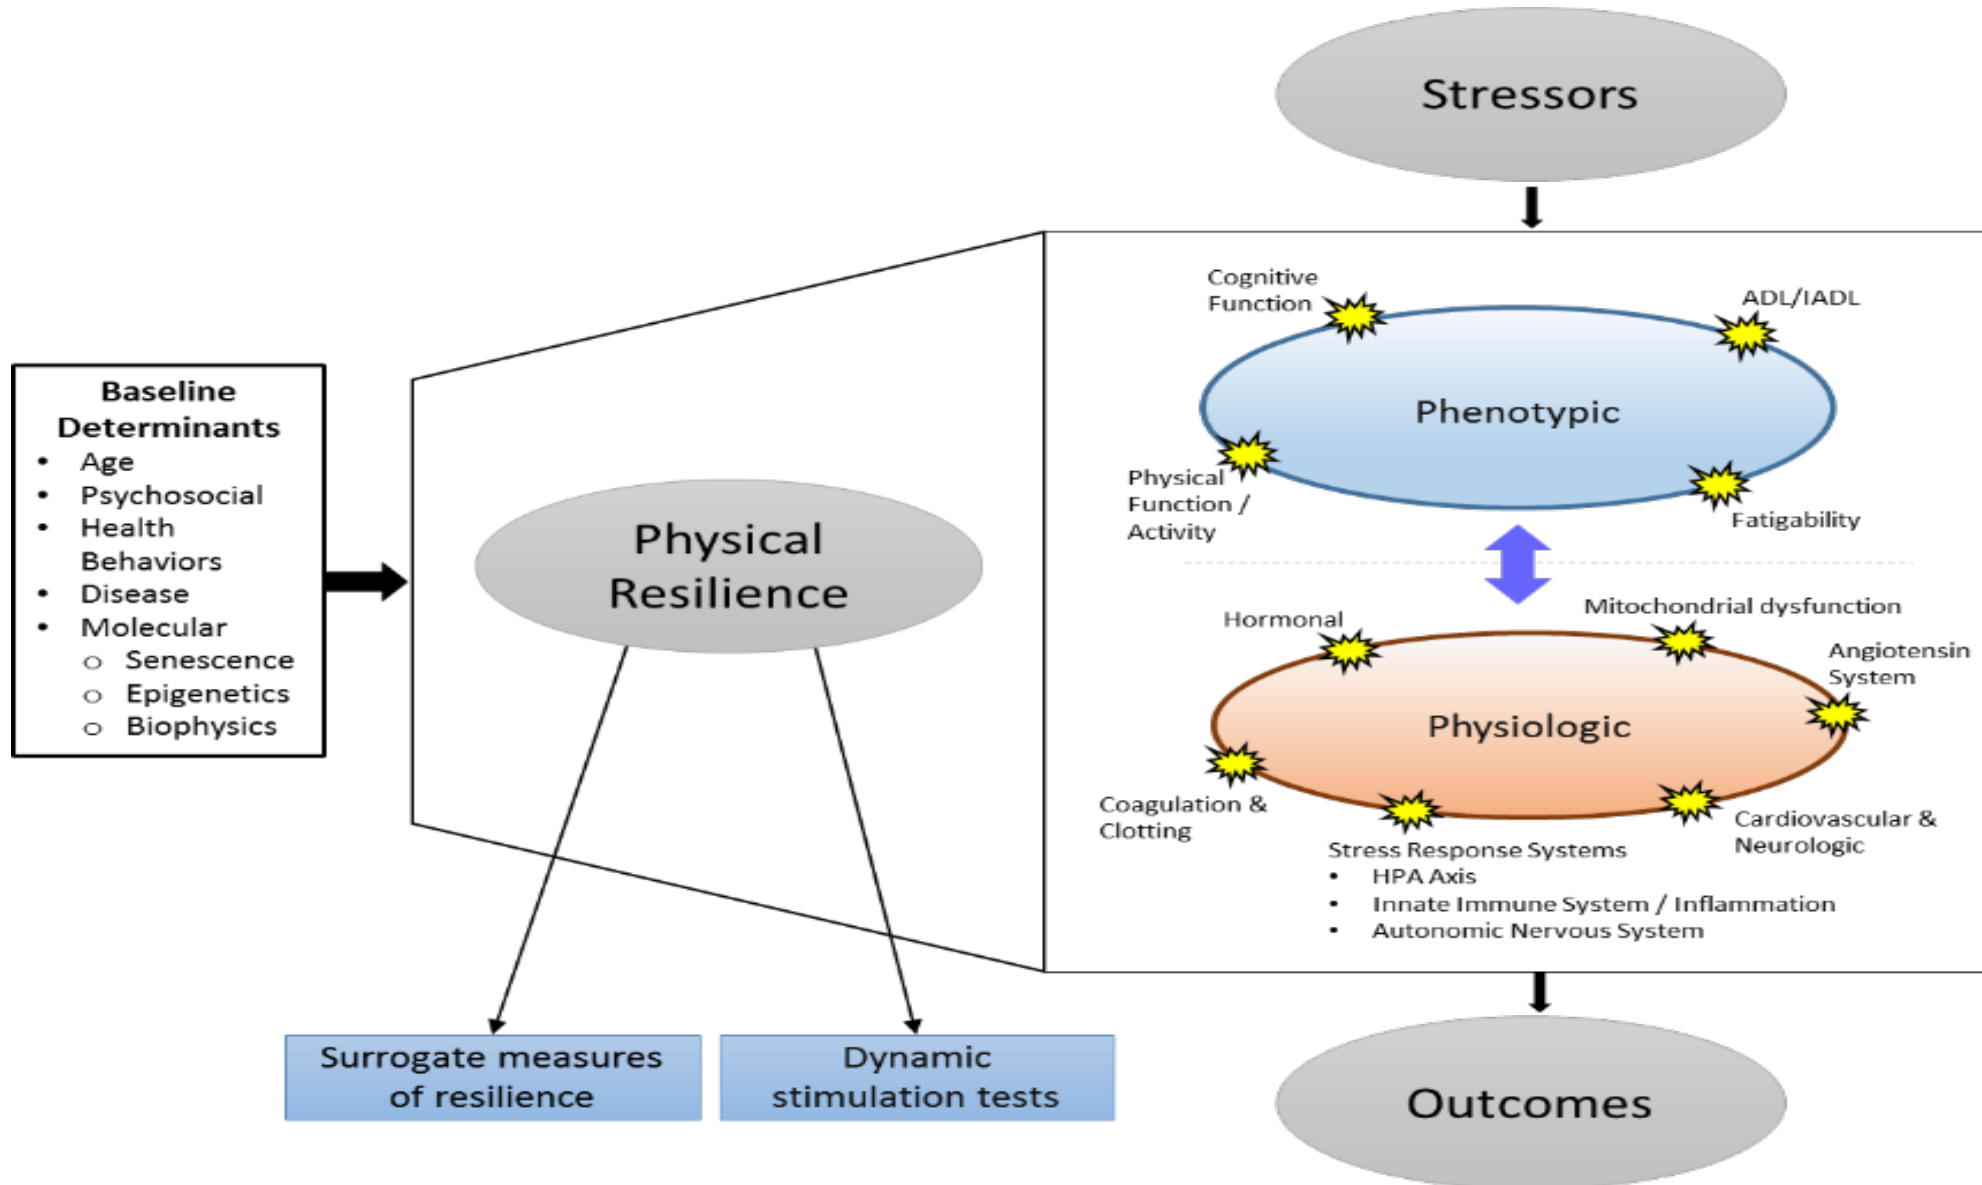 Stressors
Cognitive
Function
ADL/IADL
Phenotypic
Physical
Function /
Activity
Fatigability
Baseline
Determinants
• Age
• Psychosocial
• Health
Behaviors
• Disease
• Molecular
o Senescence
o Epigenetics
o Biophysics
Physical
Resilience
Hormonal
Mitochondrial dysfunction
Angiotensin
System
Physiologic
Coagulation &
Clotting
Cardiovascular &
Neurologic
Stress Response Systems
• HPA Axis
• Innate Immune System / Inflammation
• Autonomic Nervous System
Surrogate measures
of resilience
Dynamic
stimulation tests
Outcomes